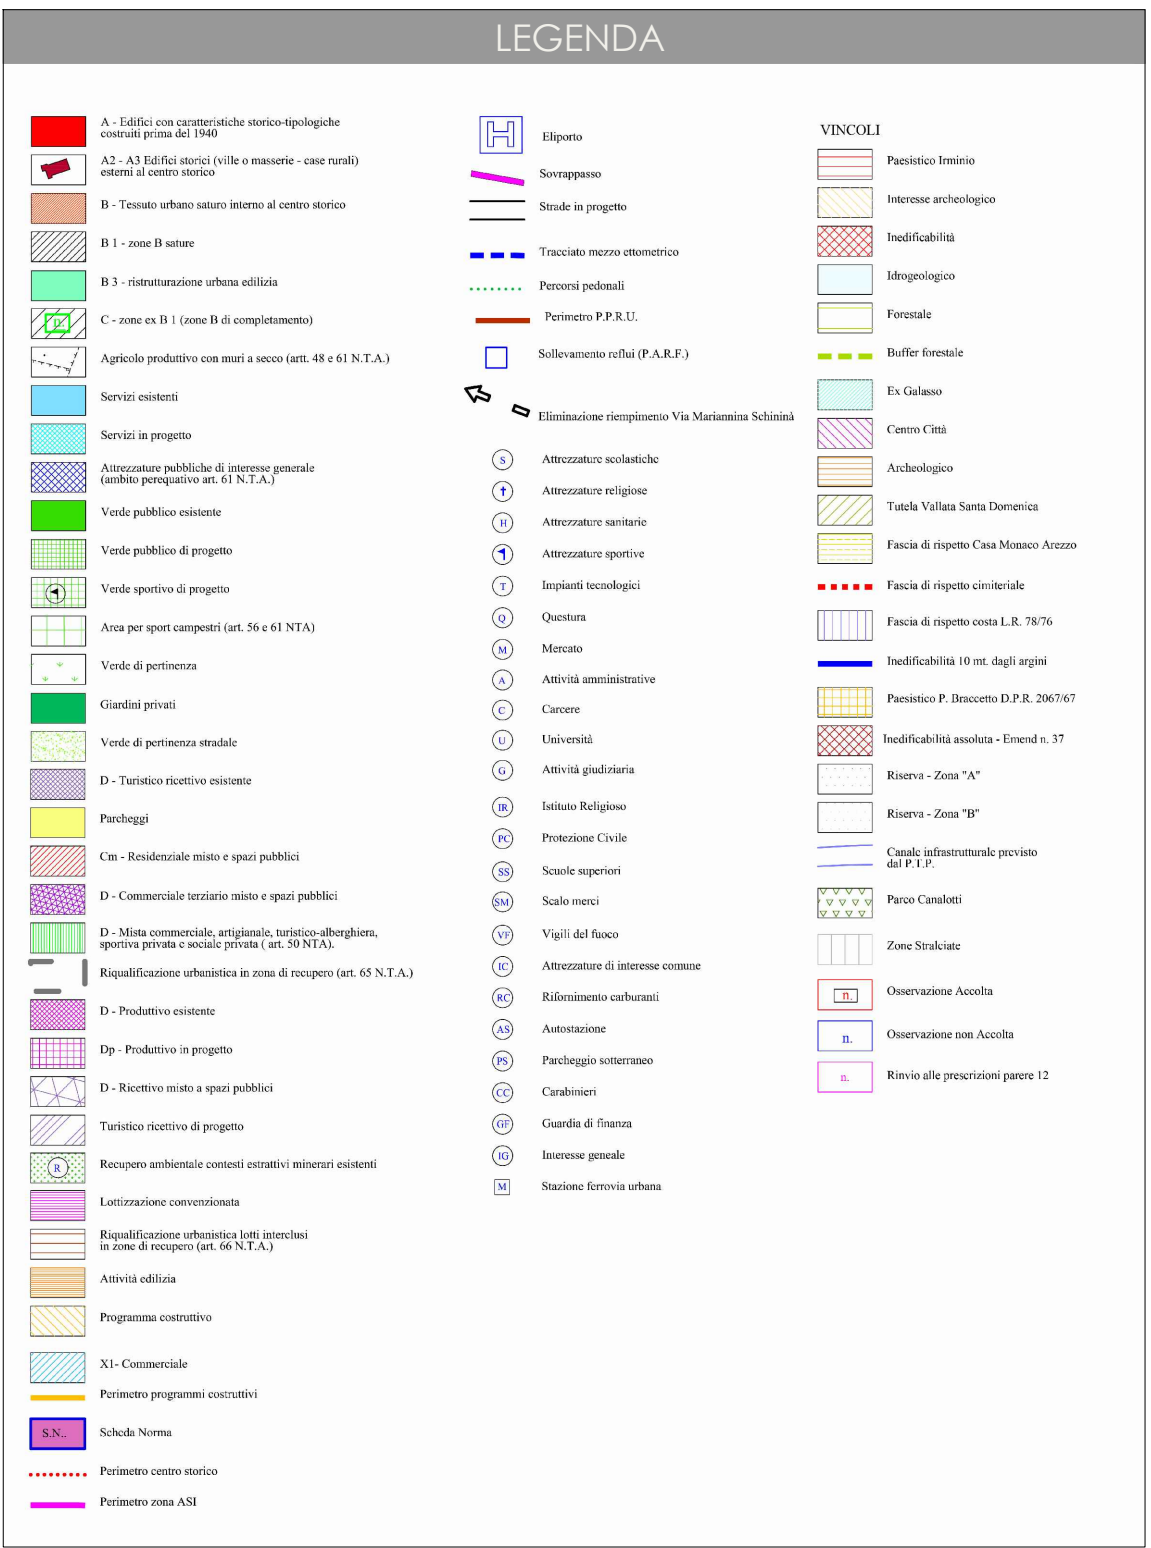 LEGENDA
A - Edifici con caratteristiche storico-tipologiche
costruiti prima del 1940
A2 - A3 Edifici storici (ville o masserie - case rurali)
esterni al centro storico
B - Tessuto urbano saturo interno al centro storico
B 1 - zone B sature
B 3 - ristrutturazione urbana edilizia
n.
C - zone ex B 1 (zone B di completamento)
Agricolo produttivo con muri a secco (artt. 48 e 61 N.T.A.)
Servizi esistenti
Servizi in progetto
Attrezzature pubbliche di interesse generale
(ambito perequativo art. 61 N.T.A.)
Verde pubblico esistente
Verde pubblico di progetto
Verde sportivo di progetto
Area per sport campestri (art. 56 e 61 NTA)
Verde di pertinenza
Giardini privati
Verde di pertinenza stradale
D - Turistico ricettivo esistente
Parcheggi
Cm - Residenziale misto e spazi pubblici
D - Commerciale terziario misto e spazi pubblici
D - Mista commerciale, artigianale, turistico-alberghiera,
sportiva privata e sociale privata ( art. 50 NTA).
Riqualificazione urbanistica in zona di recupero (art. 65 N.T.A.)
D - Produttivo esistente
Dp - Produttivo in progetto
D - Ricettivo misto a spazi pubblici
Turistico ricettivo di progetto
R
Recupero ambientale contesti estrattivi minerari esistenti
Lottizzazione convenzionata
Riqualificazione urbanistica lotti interclusi
in zone di recupero (art. 66 N.T.A.)
Attività edilizia
Programma costruttivo
X1- Commerciale
Perimetro programmi costruttivi
S.N..
Scheda Norma
Perimetro centro storico
Perimetro zona ASI
H
Eliporto
Sovrappasso
Strade in progetto
Tracciato mezzo ettometrico
Percorsi pedonali
Perimetro P.P.R.U.
Sollevamento reflui (P.A.R.F.)
Eliminazione riempimento Via Mariannina Schininà
S Attrezzature scolastiche
Attrezzature religiose
H Attrezzature sanitarie
Attrezzature sportive
T Impianti tecnologici
Q Questura
M Mercato
A Attività amministrative
C Carcere
U Università
G Attività giudiziaria
IR Istituto Religioso
PC Protezione Civile
SS Scuole superiori
SM Scalo merci
VF Vigili del fuoco
IC Attrezzature di interesse comune
RC Rifornimento carburanti
AS Autostazione
PS Parcheggio sotterraneo
CC Carabinieri
GF Guardia di finanza
IG Interesse geneale
M Stazione ferrovia urbana
VINCOLI
Paesistico Irminio
Interesse archeologico
Inedificabilità
Idrogeologico
Forestale
Buffer forestale
Ex Galasso
Centro Città
Archeologico
Tutela Vallata Santa Domenica
Fascia di rispetto Casa Monaco Arezzo
Fascia di rispetto cimiteriale
Fascia di rispetto costa L.R. 78/76
Inedificabilità 10 mt. dagli argini
Paesistico P. Braccetto D.P.R. 2067/67
Inedificabilità assoluta - Emend n. 37
Riserva - Zona "A"
Riserva - Zona "B"
Canale infrastrutturale previsto
dal P.T.P.
Parco Canalotti
Zone Stralciate
n. Osservazione Accolta
n. Osservazione non Accolta
n. Rinvio alle prescrizioni parere 12